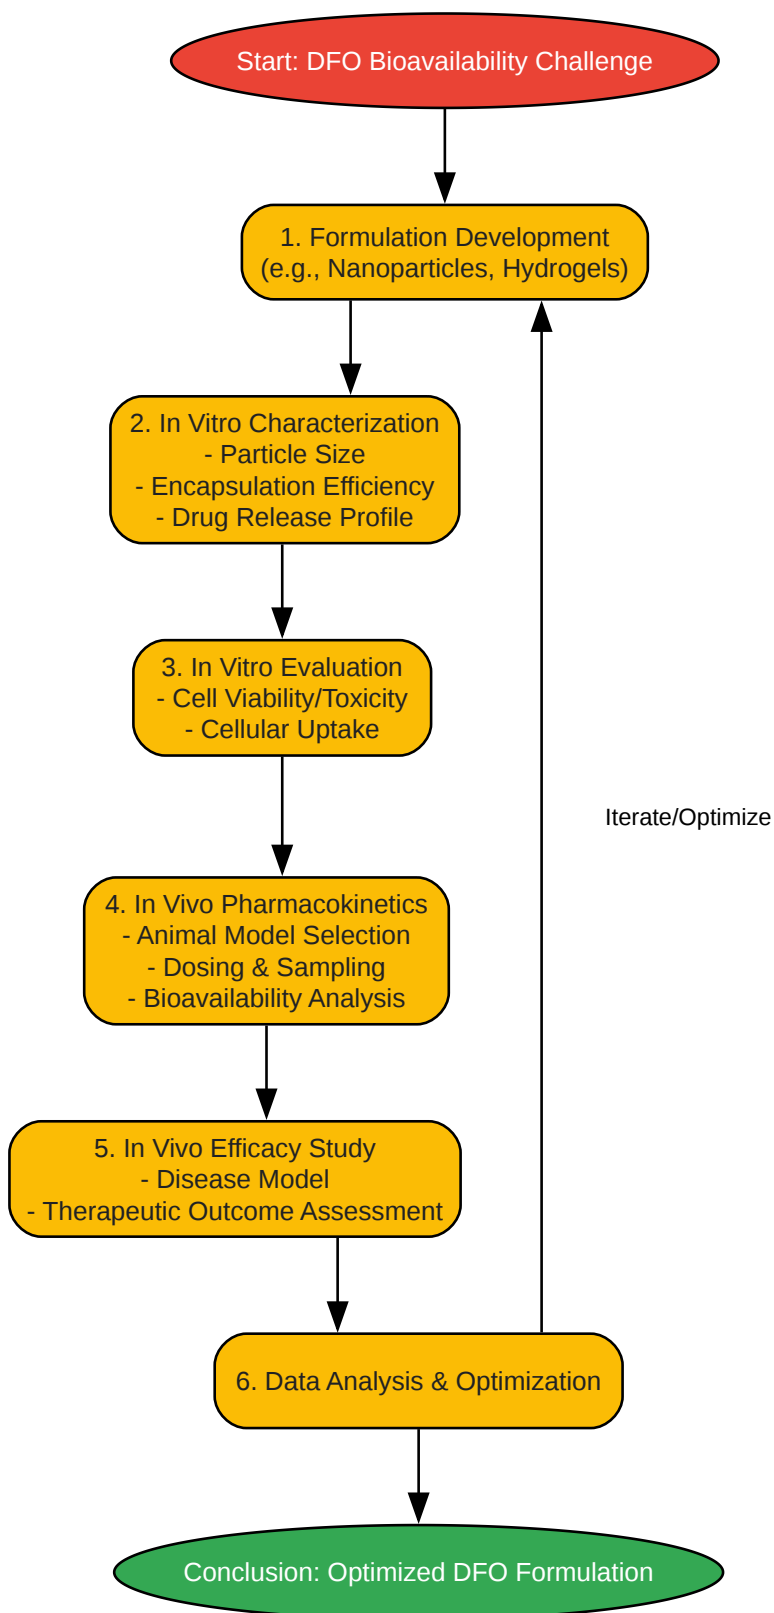 Start: DFO Bioavailability Challenge
1. Formulation Development
(e.g., Nanoparticles, Hydrogels)
2. In Vitro Characterization
- Particle Size
- Encapsulation Efficiency
- Drug Release Profile
3. In Vitro Evaluation
- Cell Viability/Toxicity
- Cellular Uptake
Iterate/Optimize
4. In Vivo Pharmacokinetics
- Animal Model Selection
- Dosing & Sampling
- Bioavailability Analysis
5. In Vivo Efficacy Study
- Disease Model
- Therapeutic Outcome Assessment
6. Data Analysis & Optimization
Conclusion: Optimized DFO Formulation